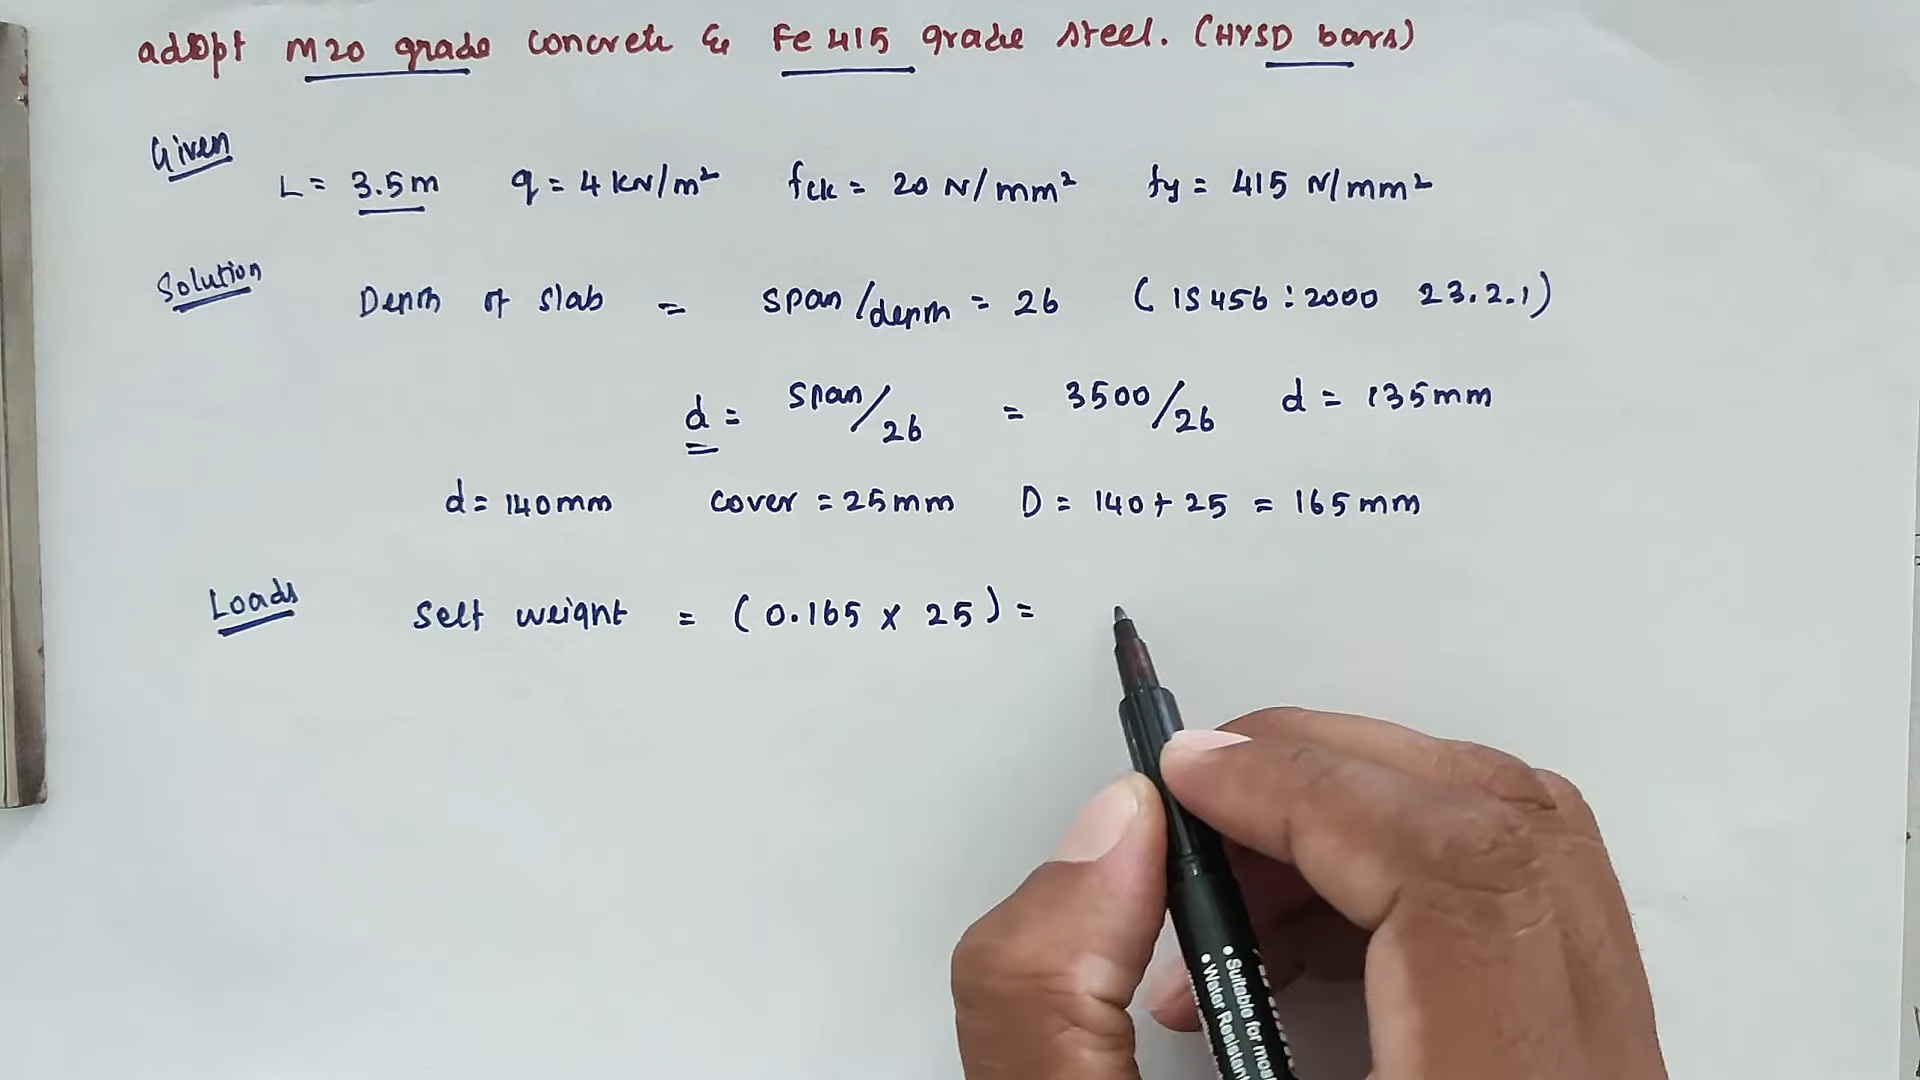 adopt M20 grade concrete & Fe 415 grade steel. (HYSD bars)
Given
L = 3.5m q = 4 kN/m² fck = 20 N/mm² fy = 415 N/mm²
Solution
Depth of slab = span/depth = 26 (IS 456 : 2000 23.2.1)
d = span/26 = 3500/26 d = 135mm
d = 140mm cover = 25mm D = 140 + 25 = 165mm
Loads
Self weight = (0.165 x 25) =
• Suitable for mos
• Water Resistant